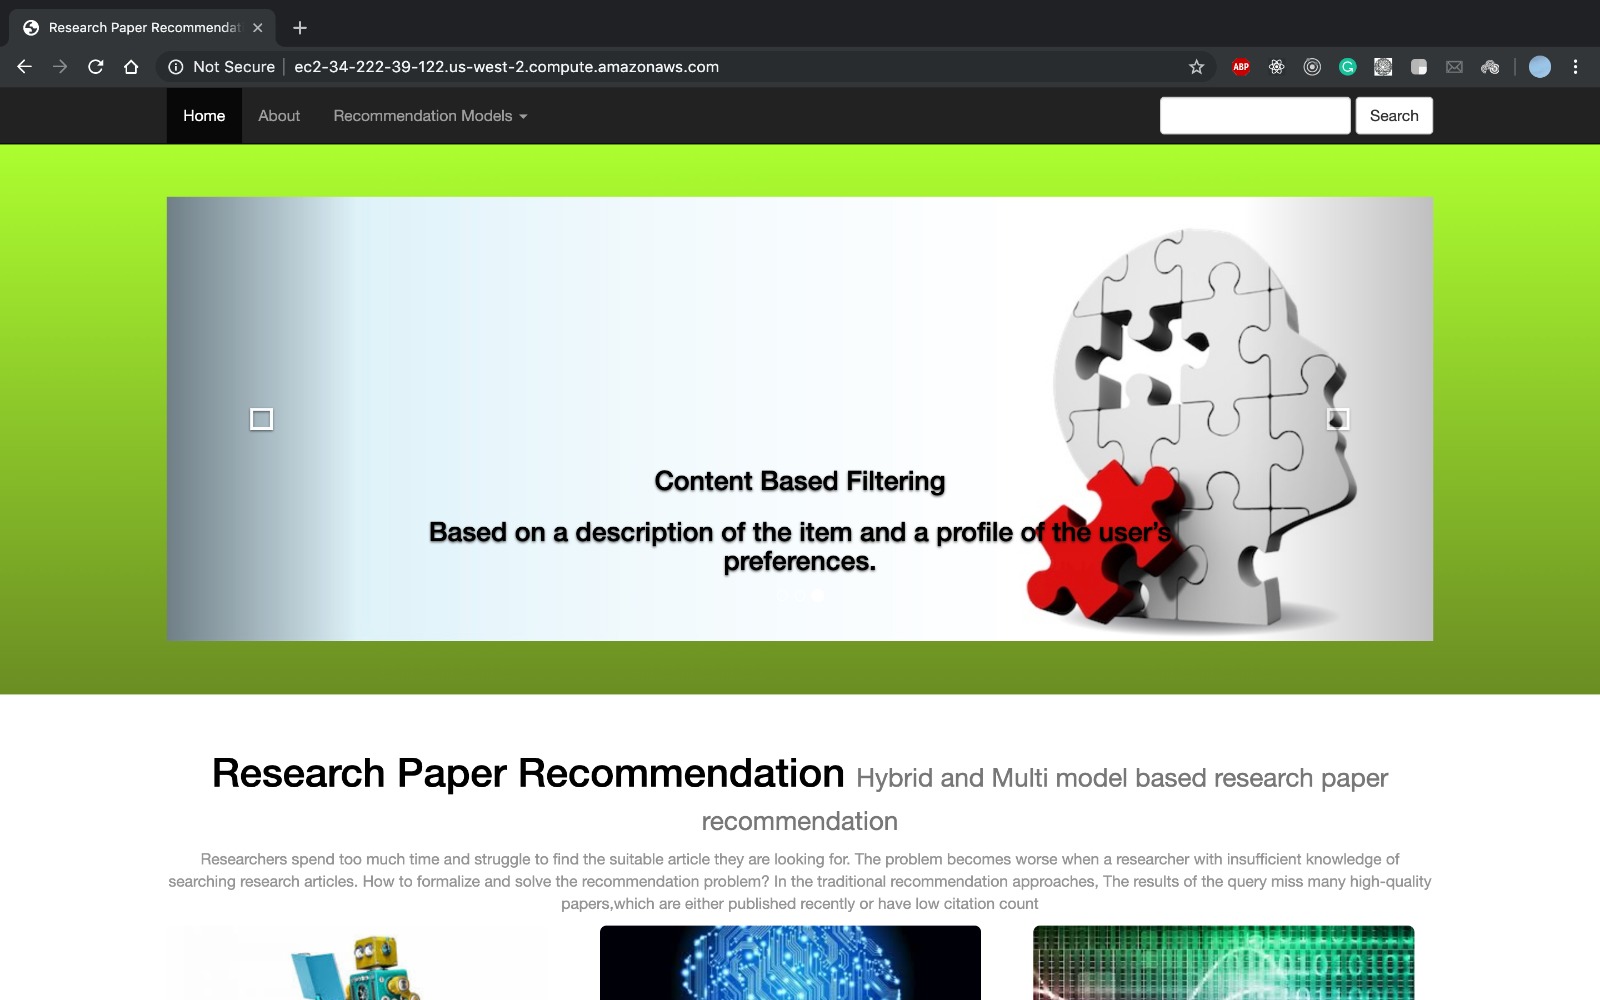 Research Paper Recommendat
Not Secure
ec2-34-222-39-122.us-west-2.compute.amazonaws.com
ABP
Home
About
Recommendation Models
Search
Content Based Filtering
Based on a description of the item and a profile of the user's
preferences.
Research Paper Recommendation Hybrid and Multi model based research paper
recommendation
Researchers spend too much time and struggle to find the suitable article they are looking for. The problem becomes worse when a researcher with insufficient knowledge of
searching research articles. How to formalize and solve the recommendation problem? In the traditional recommendation approaches, The results of the query miss many high-quality
papers,which are either published recently or have low citation count